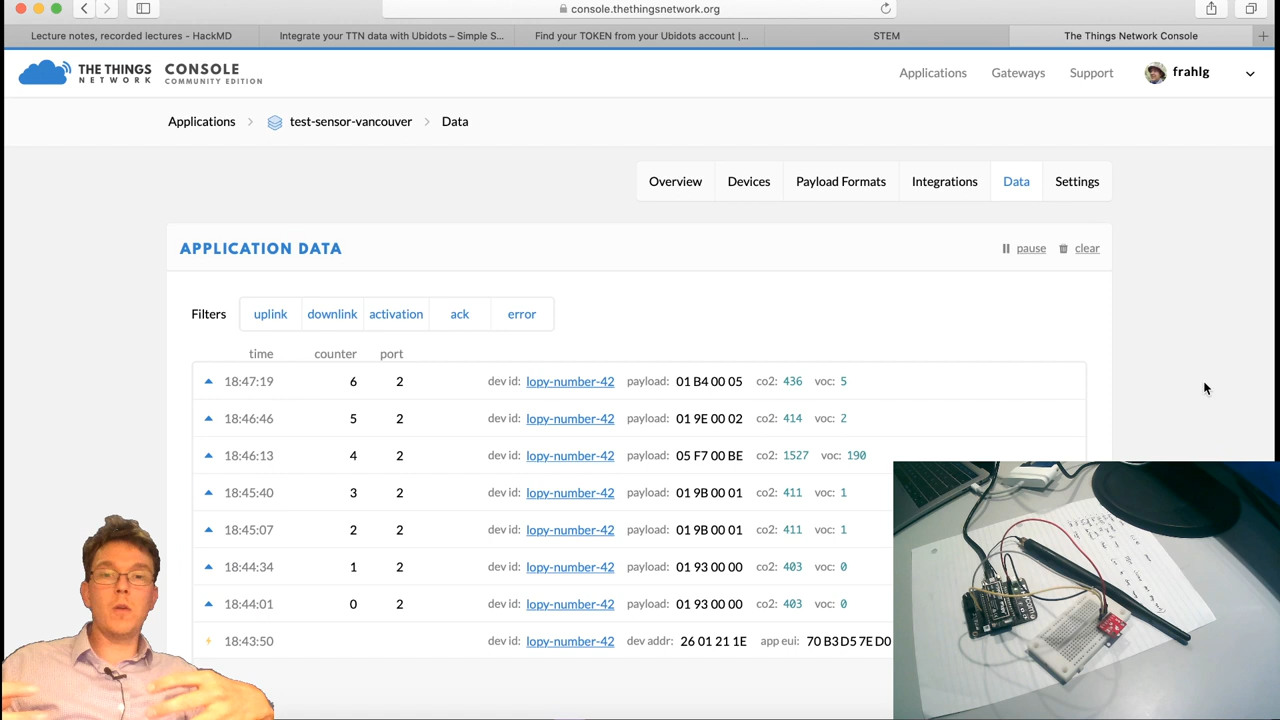 console.thethingsnetwork.org
Lecture notes, recorded lectures - HackMD
Integrate your TTN data with Ubidots – Simple S...
Find your TOKEN from your Ubidots account |...
STEM
The Things Network Console
THE THINGS NETWORK
CONSOLE
COMMUNITY EDITION
Applications Gateways Support frahlg
Applications > test-sensor-vancouver > Data
Overview Devices Payload Formats Integrations Data Settings
APPLICATION DATA pause clear
Filters uplink downlink activation ack error
time counter port
18:47:19 6 2 dev id: lopy-number-42 payload: 01 B4 00 05 co2: 436 voc: 5
18:46:46 5 2 dev id: lopy-number-42 payload: 01 9E 00 02 co2: 414 voc: 2
18:46:13 4 2 dev id: lopy-number-42 payload: 05 F7 00 BE co2: 1527 voc: 190
18:45:40 3 2 dev id: lopy-number-42 payload: 01 9B 00 01 co2: 411 voc: 1
18:45:07 2 2 dev id: lopy-number-42 payload: 01 9B 00 01 co2: 411 voc: 1
18:44:34 1 2 dev id: lopy-number-42 payload: 01 93 00 00 co2: 403 voc: 0
18:44:01 0 2 dev id: lopy-number-42 payload: 01 93 00 00 co2: 403 voc: 0
18:43:50 dev id: lopy-number-42 dev addr: 26 01 21 1E app eui: 70 B3 D5 7E D0